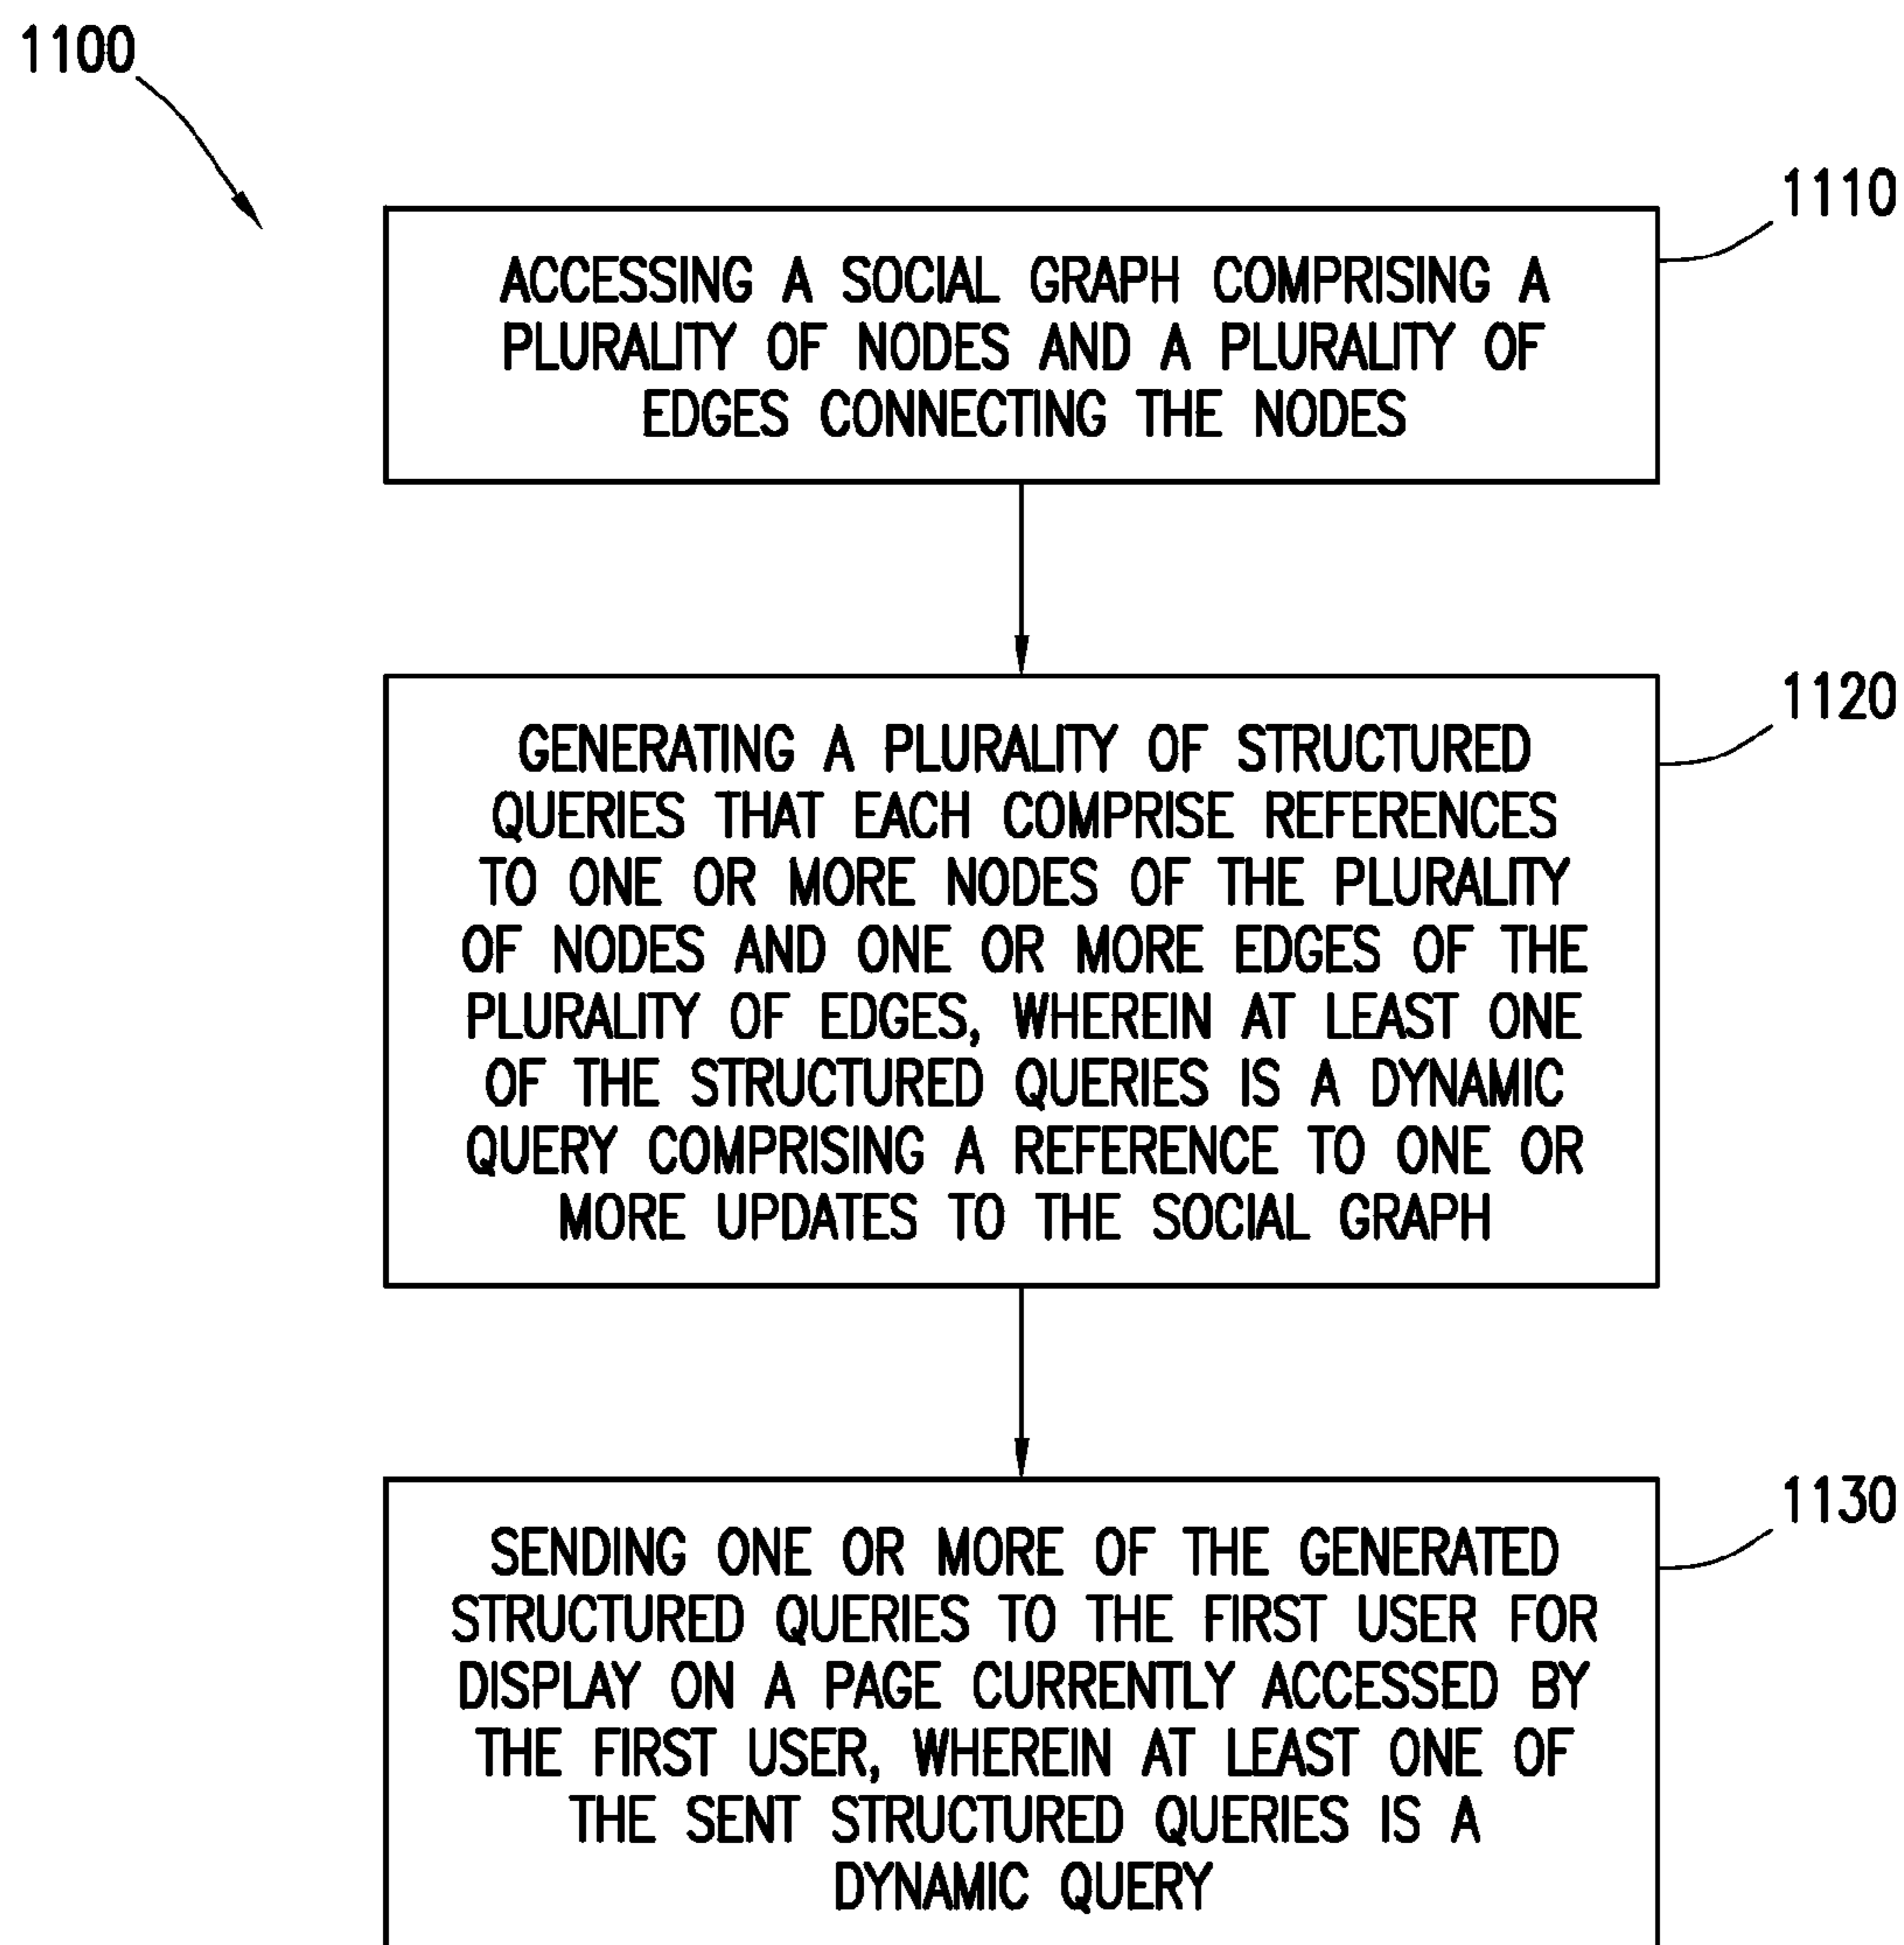 1100
1110
ACCESSING A SOCIAL GRAPH COMPRISING A
PLURALITY OF NODES AND A PLURALITY OF
EDGES CONNECTING THE NODES
1120
GENERATING A PLURALITY OF STRUCTURED
QUERIES THAT EACH COMPRISE REFERENCES
TO ONE OR MORE NODES OF THE PLURALITY
OF NODES AND ONE OR MORE EDGES OF THE
PLURALITY OF EDGES, WHEREIN AT LEAST ONE
OF THE STRUCTURED QUERIES IS A DYNAMIC
QUERY COMPRISING A REFERENCE TO ONE OR
MORE UPDATES TO THE SOCIAL GRAPH
1130
SENDING ONE OR MORE OF THE GENERATED
STRUCTURED QUERIES TO THE FIRST USER FOR
DISPLAY ON A PAGE CURRENTLY ACCESSED BY
THE FIRST USER, WHEREIN AT LEAST ONE OF
THE SENT STRUCTURED QUERIES IS A
DYNAMIC QUERY